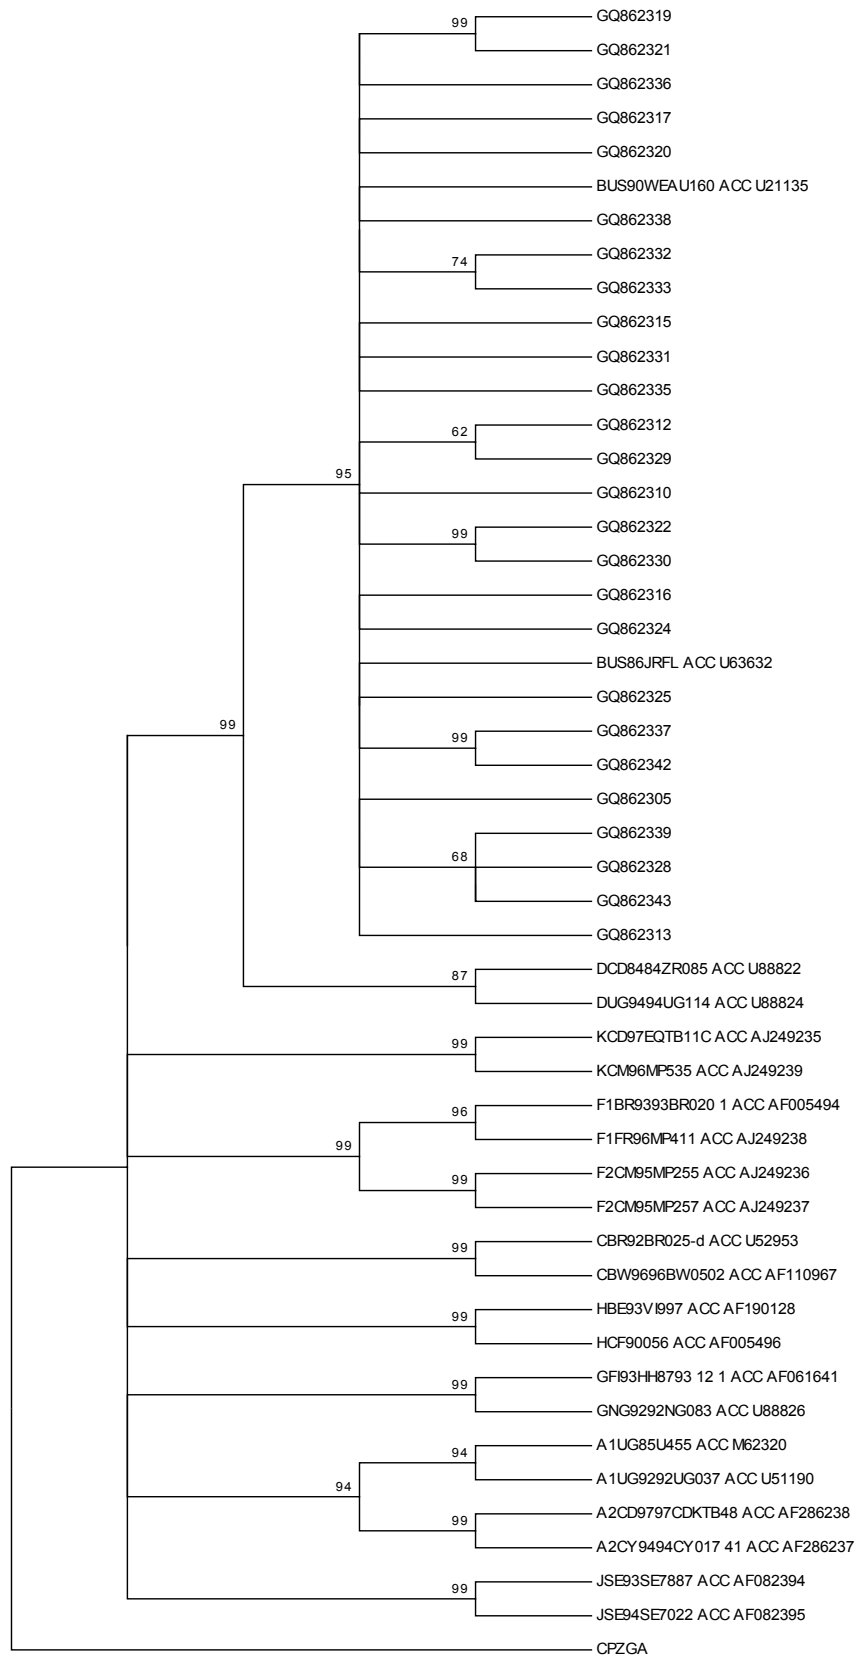 99
GQ862319
GQ862321
GQ862336
GQ862317
GQ862320
BUS90WEAU160 ACC U21135
GQ862338
74
GQ862332
GQ862333
GQ862315
GQ862331
GQ862335
62
GQ862312
GQ862329
95
GQ862310
99
GQ862322
GQ862330
GQ862316
GQ862324
BUS86JRFL ACC U63632
GQ862325
99
99
GQ862337
GQ862342
GQ862305
GQ862339
68
GQ862328
GQ862343
GQ862313
87
DCD8484ZR085 ACC U88822
DUG9494UG114 ACC U88824
99
KCD97EQTB11C ACC AJ249235
KCM96MP535 ACC AJ249239
96
F1BR9393BR020 1 ACC AF005494
F1FR96MP411 ACC AJ249238
99
99
F2CM95MP255 ACC AJ249236
F2CM95MP257 ACC AJ249237
99
CBR92BR025-d ACC U52953
CBW9696BW0502 ACC AF110967
99
HBE93VI997 ACC AF190128
HCF90056 ACC AF005496
99
GFI93HH8793 12 1 ACC AF061641
GNG9292NG083 ACC U88826
94
A1UG85U455 ACC M62320
A1UG9292UG037 ACC U51190
94
99
A2CD9797CDKTB48 ACC AF286238
A2CY9494CY017 41 ACC AF286237
99
JSE93SE7887 ACC AF082394
JSE94SE7022 ACC AF082395
CPZGA